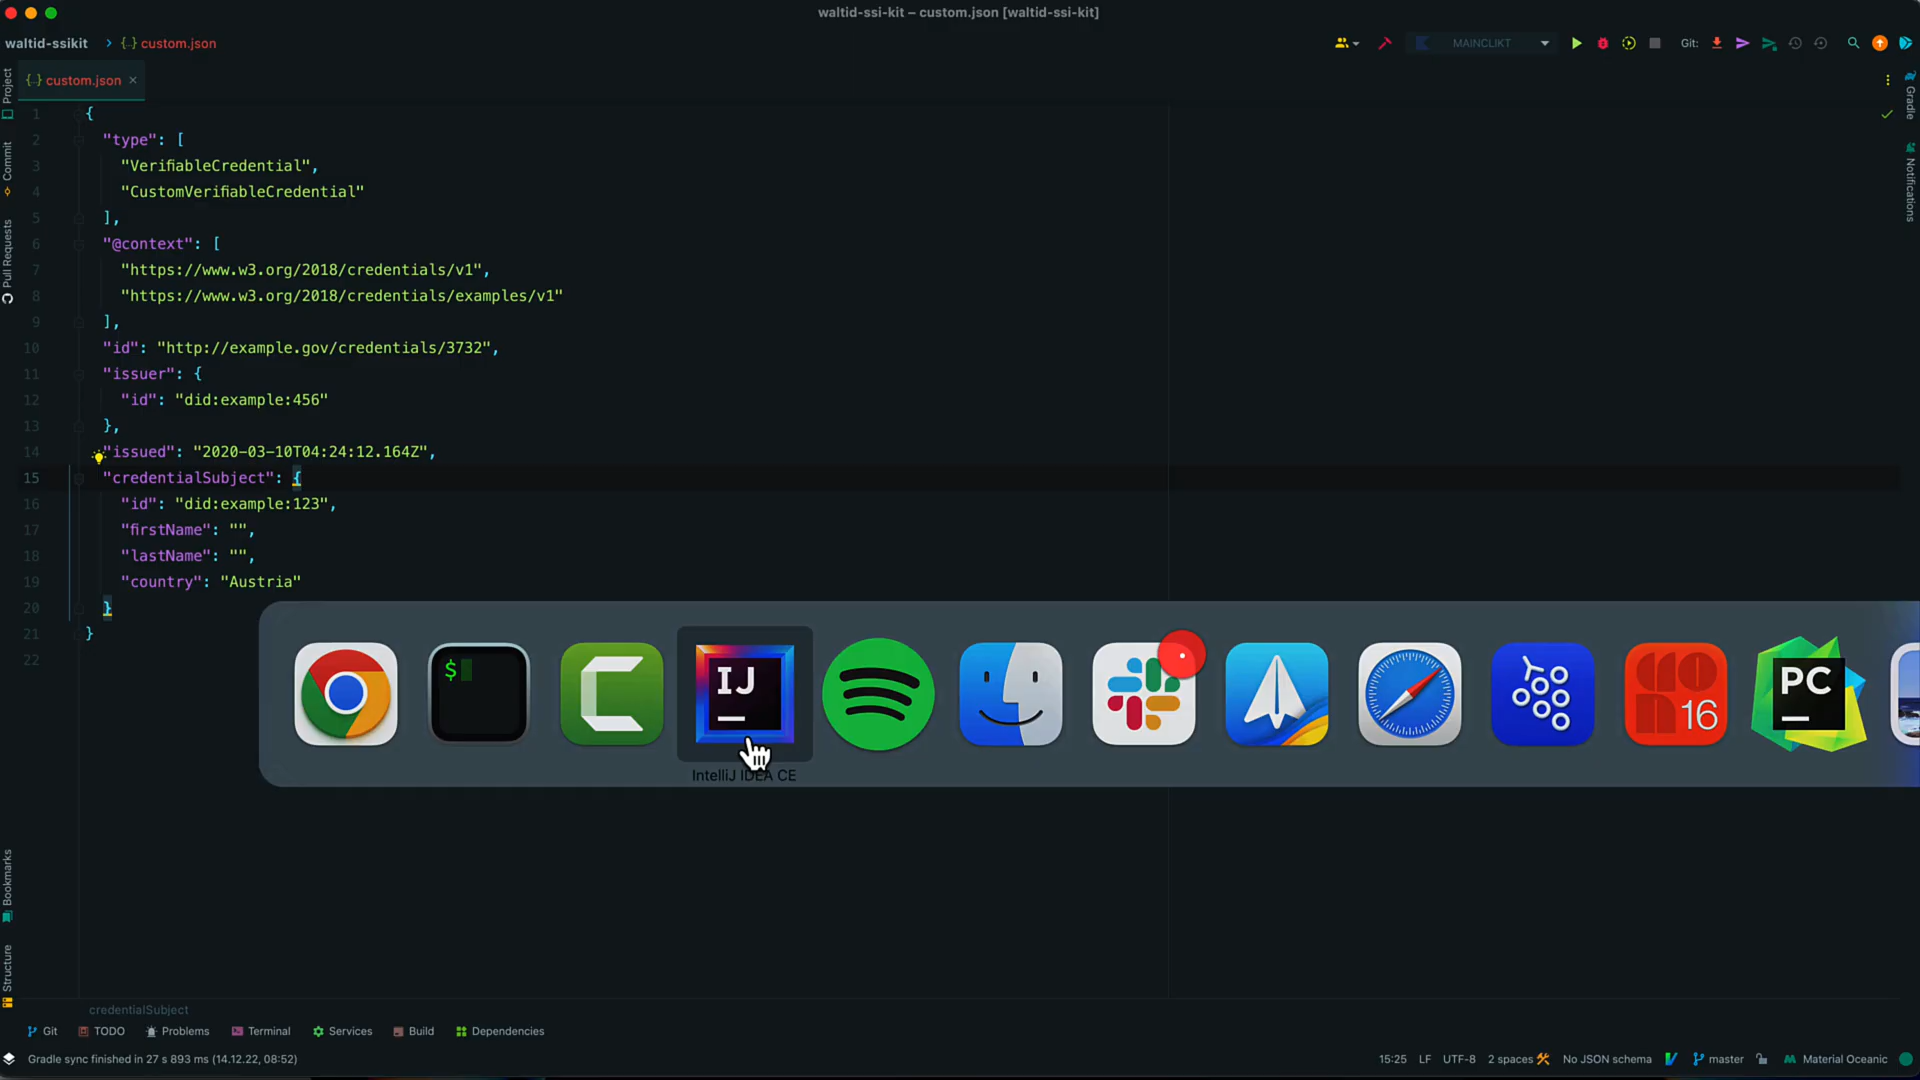 waltid-ssi-kit – custom.json [waltid-ssi-kit]
waltid-ssikit > {..} custom.json
MAINCLIKT
Git:
{..} custom.json ×
Project
Commit
Pull Requests
Bookmarks
Structure
Gradle
Notifications
1 {
2 "type": [
3 "VerifiableCredential",
4 "CustomVerifiableCredential"
5 ],
6 "@context": [
7 "https://www.w3.org/2018/credentials/v1",
8 "https://www.w3.org/2018/credentials/examples/v1"
9 ],
10 "id": "http://example.gov/credentials/3732",
11 "issuer": {
12 "id": "did:example:456"
13 },
14 "issued": "2020-03-10T04:24:12.164Z",
15 "credentialSubject": {
16 "id": "did:example:123",
17 "firstName": "",
18 "lastName": "",
19 "country": "Austria"
20 }
21 }
22
$
IJ
16
PC
IntelliJ IDEA CE
credentialSubject
Git TODO Problems Terminal Services Build Dependencies
Gradle sync finished in 27 s 893 ms (14.12.22, 08:52)
15:25 LF UTF-8 2 spaces No JSON schema master Material Oceanic